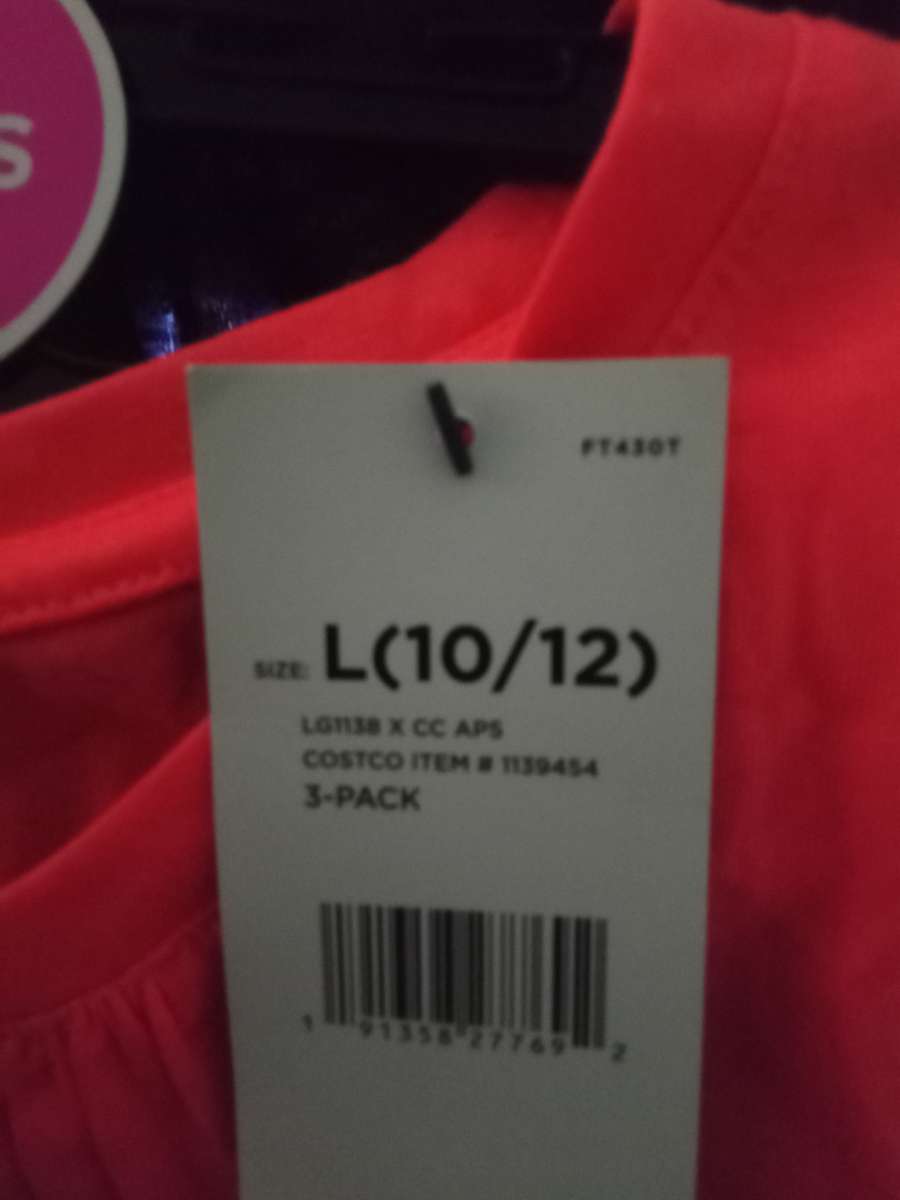 S
FT430T
SIZE: L(10/12)
LG1138 X CC APS
COSTCO ITEM # 1139454
3-PACK
1 91358 27769 2